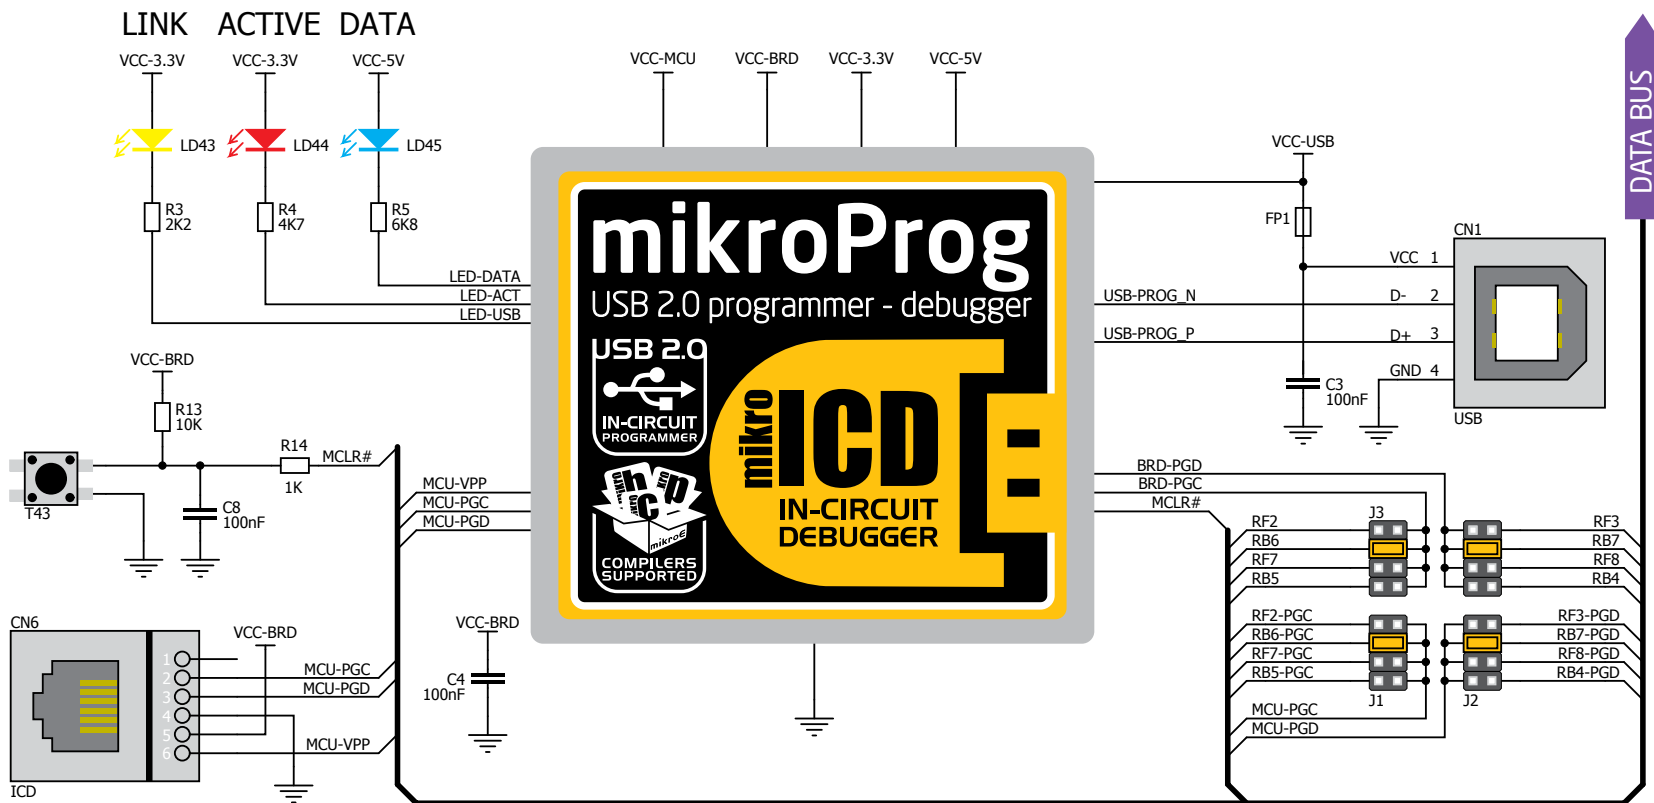 LINK ACTIVE DATA
VCC-3.3V VCC-3.3V VCC-5V
VCC-MCU VCC-BRD VCC-3.3V VCC-5V
DATA BUS
LD43 LD44 LD45
VCC-USB
R3 2K2
R4 4K7
R5 6K8
FP1
CN1
mikroProg
USB 2.0 programmer - debugger
LED-DATA
LED-ACT
LED-USB
USB-PROG_N
USB-PROG_P
VCC 1
D- 2
D+ 3
GND 4
USB
C3
100nF
USB 2.0
IN-CIRCUIT
PROGRAMMER
mikro
ICD
IN-CIRCUIT
DEBUGGER
COMPILERS
SUPPORTED
mikroE
VCC-BRD
R13
10K
R14
1K
MCLR#
T43
C8
100nF
MCU-VPP
MCU-PGC
MCU-PGD
BRD-PGD
BRD-PGC
MCLR#
J3
RF2
RB6
RF7
RB5
RF3
RB7
RF8
RB4
RF2-PGC
RB6-PGC
RF7-PGC
RB5-PGC
RF3-PGD
RB7-PGD
RF8-PGD
RB4-PGD
J1
J2
MCU-PGC
MCU-PGD
CN6
VCC-BRD
1
2
3
4
5
6
MCU-PGC
MCU-PGD
MCU-VPP
ICD
VCC-BRD
C4
100nF